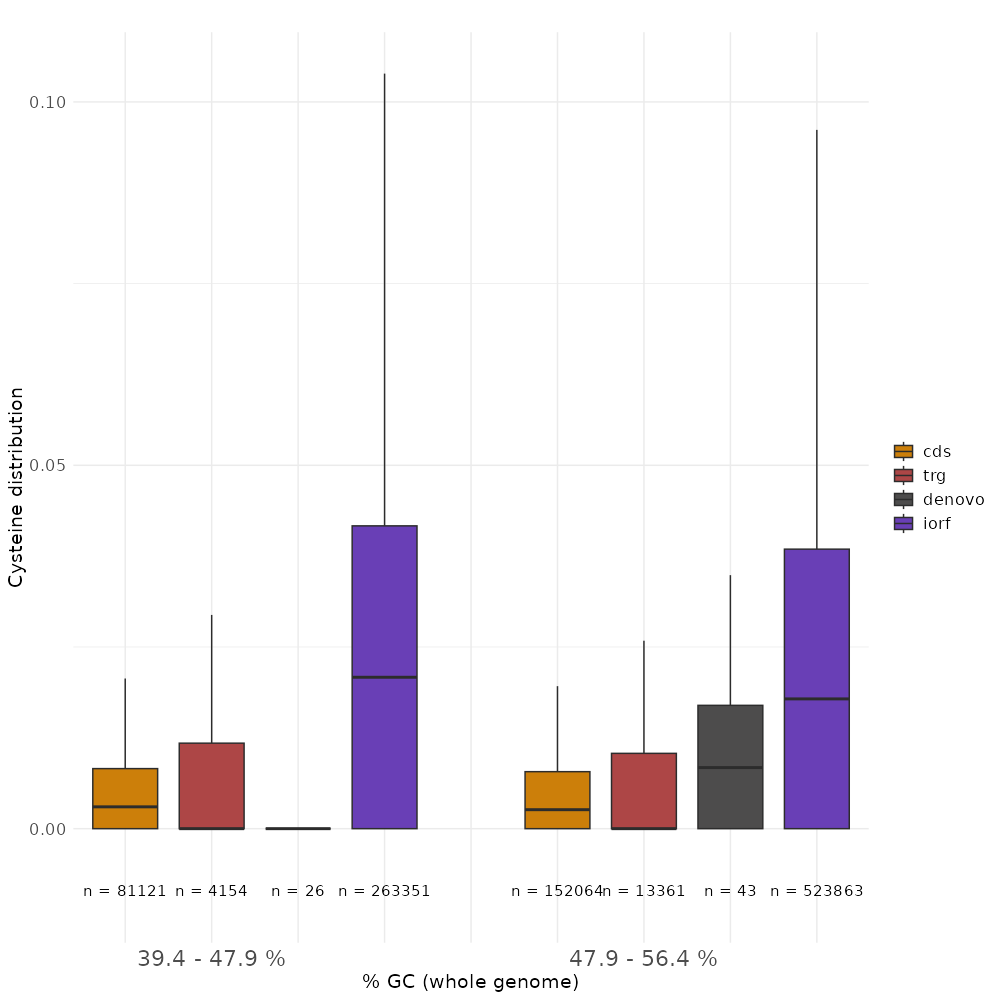 0.10
0.05
0.00
Cysteine distribution
n = 81121
n = 4154
n = 26
n = 263351
n = 152064
n = 13361
n = 43
n = 523863
39.4 - 47.9 %
47.9 - 56.4 %
% GC (whole genome)
cds
trg
denovo
iorf